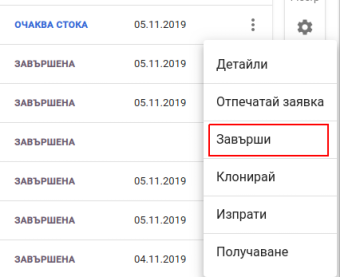 ОЧАКВА СТОКА 05.11.2019
ЗАВЪРШЕНА 05.11.2019
ЗАВЪРШЕНА 05.11.2019
ЗАВЪРШЕНА
ЗАВЪРШЕНА 05.11.2019
ЗАВЪРШЕНА 05.11.2019
ЗАВЪРШЕНА 04.11.2019
Детайли
Отпечатай заявка
Завърши
Клонирай
Изпрати
Получаване